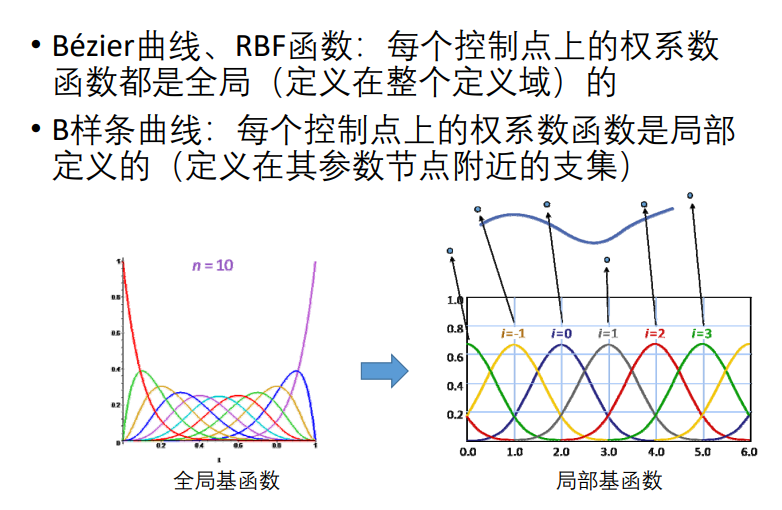 • Bézier曲线、RBF函数：每个控制点上的权系数
函数都是全局（定义在整个定义域）的
• B样条曲线：每个控制点上的权系数函数是局部
定义的（定义在其参数节点附近的支集）
n = 10
1
0.8
0.6
0.4
0.2
0
0.2 0.4 0.6 0.8 1
t
全局基函数
1.0
0.8
0.6
0.4
0.2
i=-1 i=0 i=1 i=2 i=3
0.0 1.0 2.0 3.0 4.0 5.0 6.0
局部基函数